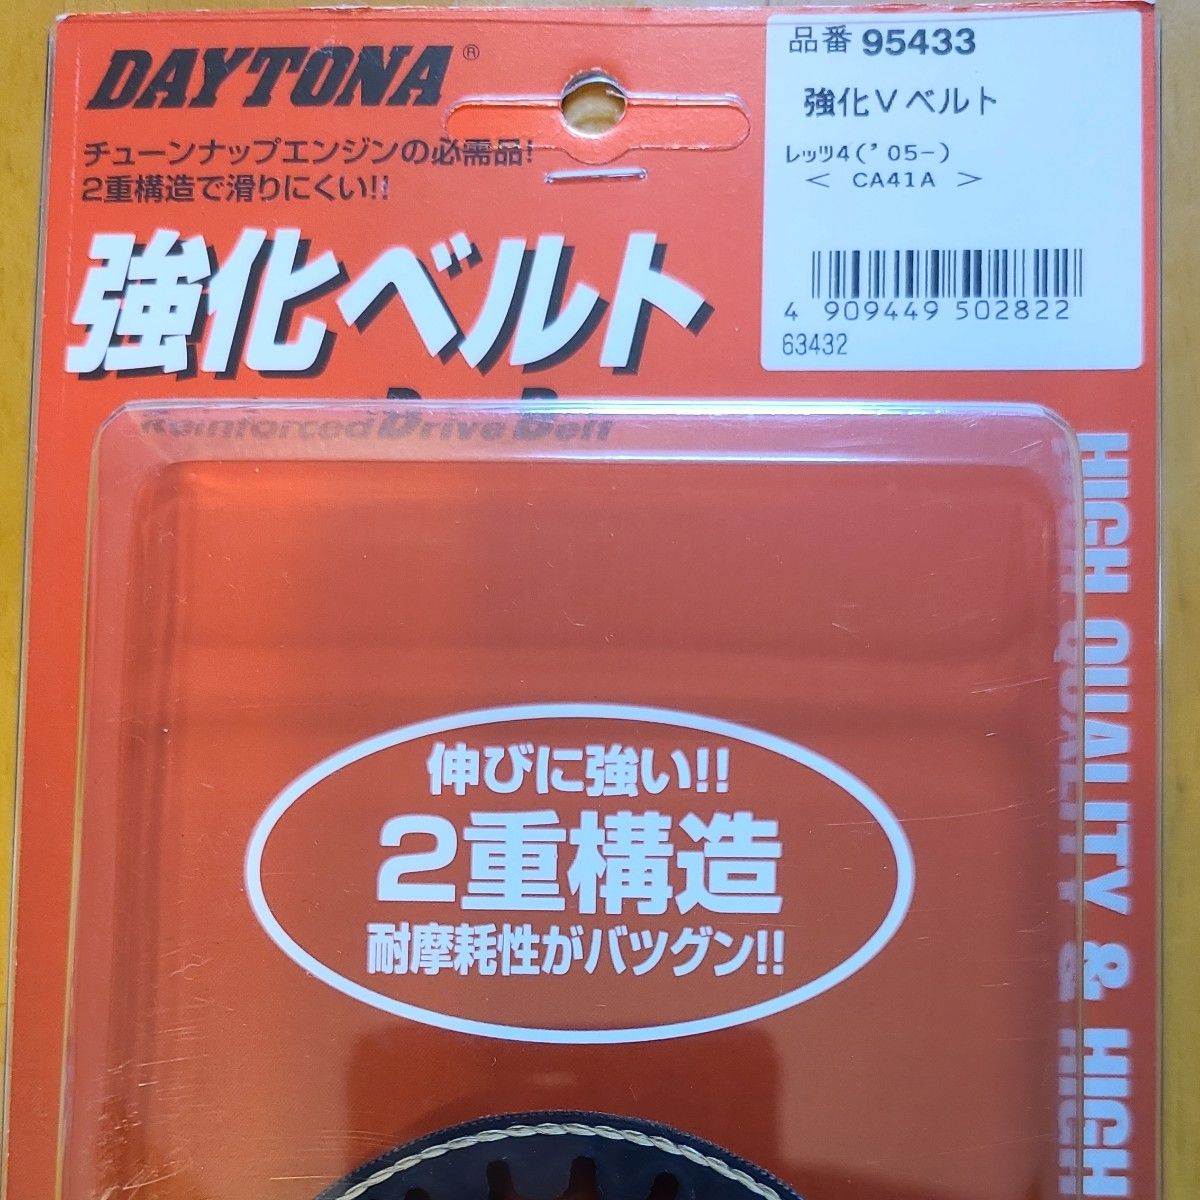 DAYTONA®
チューンナップエンジンの必需品!
2重構造で滑りにくい!!
強化ベルト
Reinforced Drive Belt
品番 95433
強化Vベルト
レッツ4(’05-)
< CA41A >
4 909449 502822
63432
伸びに強い!!
2重構造
耐摩耗性がバツグン!!
HIGH QUALITY & HIGH